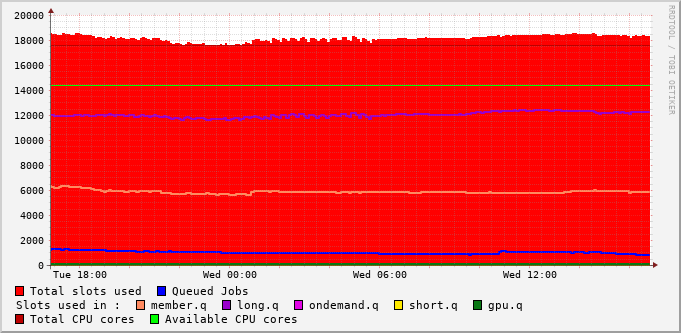 RRDTOOL / TOBI OETIKER
20000
18000
16000
14000
12000
10000
8000
6000
4000
2000
0
Tue 18:00 Wed 00:00 Wed 06:00 Wed 12:00
Total slots used Queued Jobs
Slots used in : member.q long.q ondemand.q short.q gpu.q
Total CPU cores Available CPU cores